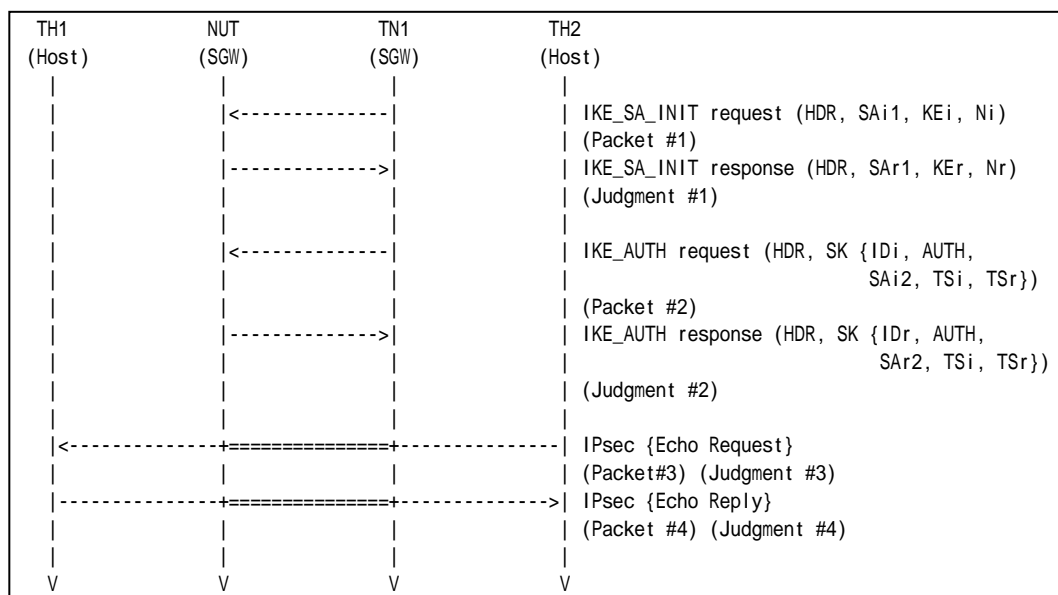 TH1 NUT TN1 TH2
(Host) (SGW) (SGW) (Host)
| | | |
| |<--------------| | IKE_SA_INIT request (HDR, SAi1, KEi, Ni)
| | | | (Packet #1)
| |-------------->| | IKE_SA_INIT response (HDR, SAr1, KEr, Nr)
| | | | (Judgment #1)
| | | |
| |<--------------| | IKE_AUTH request (HDR, SK {IDi, AUTH,
| | | | SAi2, TSi, TSr})
| | | | (Packet #2)
| |-------------->| | IKE_AUTH response (HDR, SK {IDr, AUTH,
| | | | SAr2, TSi, TSr})
| | | | (Judgment #2)
| | | |
|<--------------+===============+--------------| IPsec {Echo Request}
| | | | (Packet#3) (Judgment #3)
|---------------+===============+------------->| IPsec {Echo Reply}
| | | | (Packet #4) (Judgment #4)
| | | |
V V V V